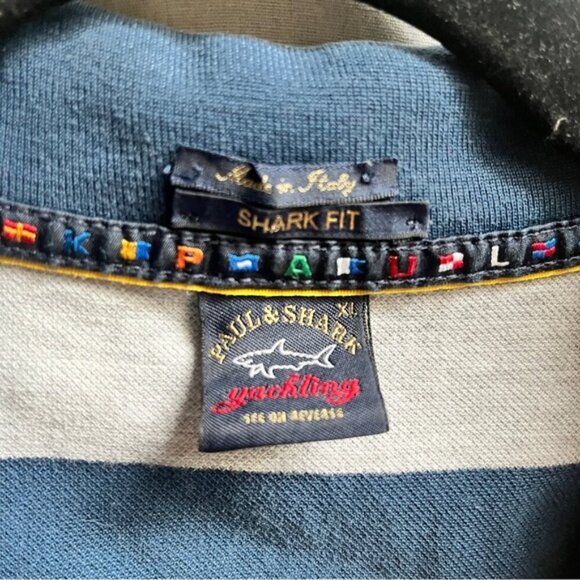 Made in Italy
SHARK FIT
K P P A U L
XL
PAUL & SHARK
yachting
SEE ON REVERSE